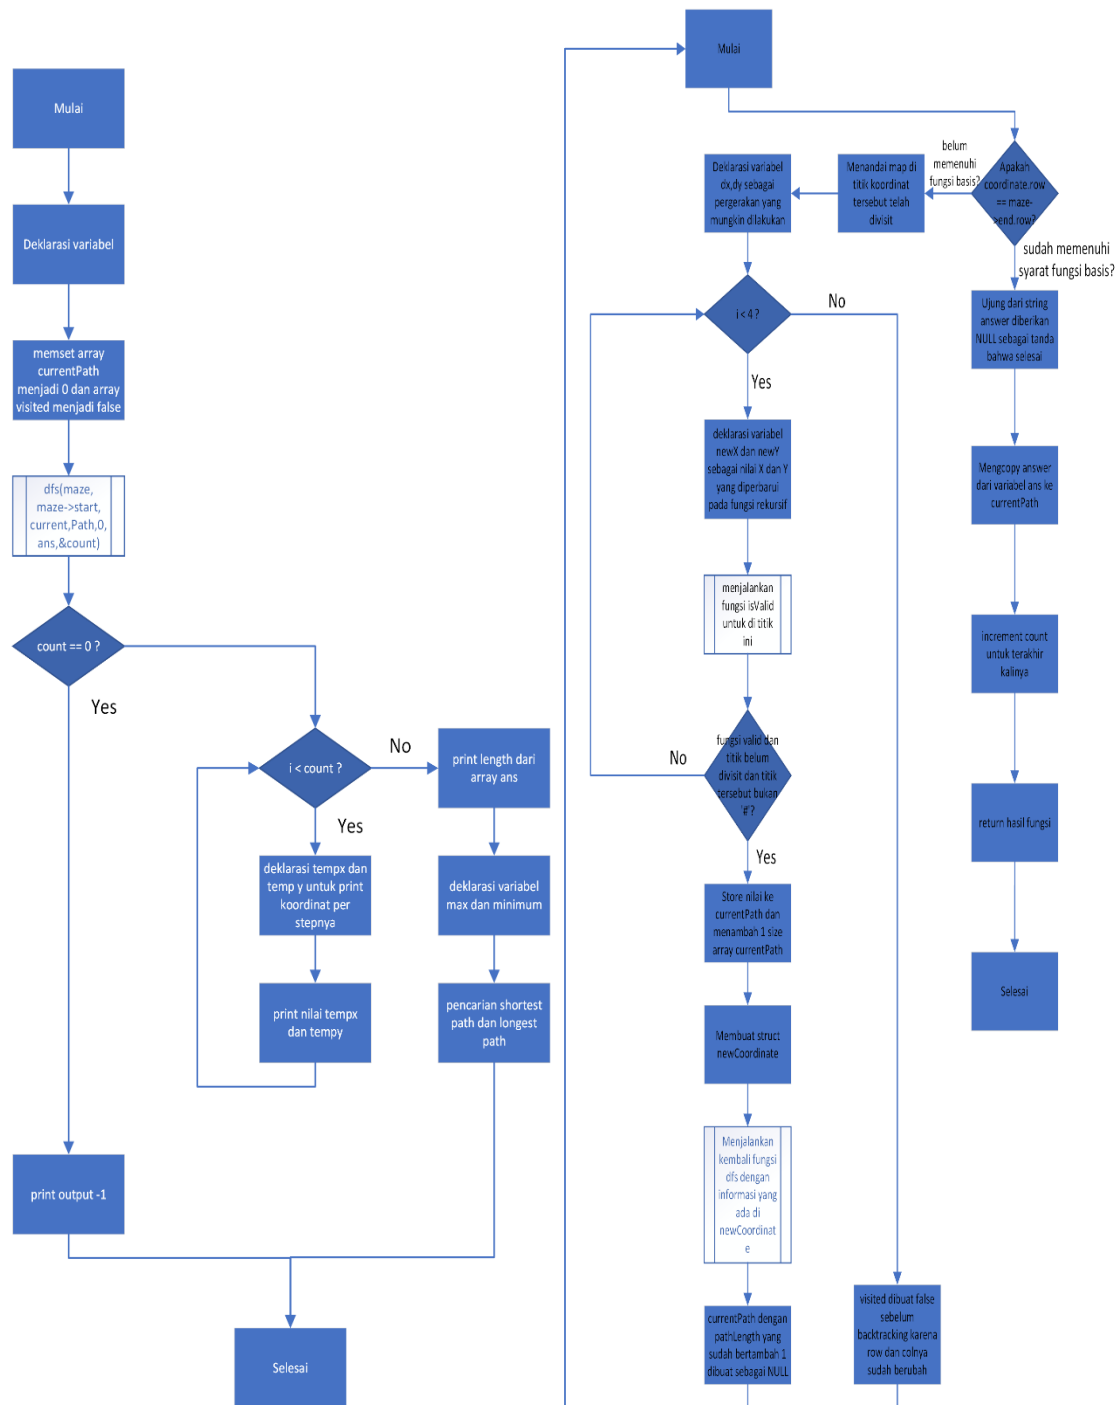 Mulai
Deklarasi variabel
memset array
currentPath
menjadi 0 dan array
visited menjadi false
dfs(maze,
maze->start,
current,Path,0,
ans,&count)
count == 0 ?
Yes
i < count ?
No
Yes
print length dari
array ans
deklarasi tempx dan
temp y untuk print
koordinat per
stepnya
deklarasi variabel
max dan minimum
print nilai tempx
dan tempy
pencarian shortest
path dan longest
path
print output -1
Selesai
Mulai
Apakah
coordinate.row
== maze-
>end.row?
belum
memenuhi
fungsi basis?
Menandai map di
titik koordinat
tersebut telah
divisit
Deklarasi variabel
dx,dy sebagai
pergerakan yang
mungkin dilakukan
sudah memenuhi
syarat fungsi basis?
i < 4 ?
No
Yes
deklarasi variabel
newX dan newY
sebagai nilai X dan Y
yang diperbarui
pada fungsi rekursif
menjalankan
fungsi isValid
untuk di titik
ini
fungsi valid dan
titik belum
divisit dan titik
tersebut bukan
'#'?
No
Yes
Store nilai ke
currentPath dan
menambah 1 size
array currentPath
Membuat struct
newCoordinate
Menjalankan
kembali fungsi
dfs dengan
informasi yang
ada di
newCoordinat
e
currentPath dengan
pathLength yang
sudah bertambah 1
dibuat sebagai NULL
visited dibuat false
sebelum
backtracking karena
row dan colnya
sudah berubah
Ujung dari string
answer diberikan
NULL sebagai tanda
bahwa selesai
Mengcopy answer
dari variabel ans ke
currentPath
increment count
untuk terakhir
kalinya
return hasil fungsi
Selesai